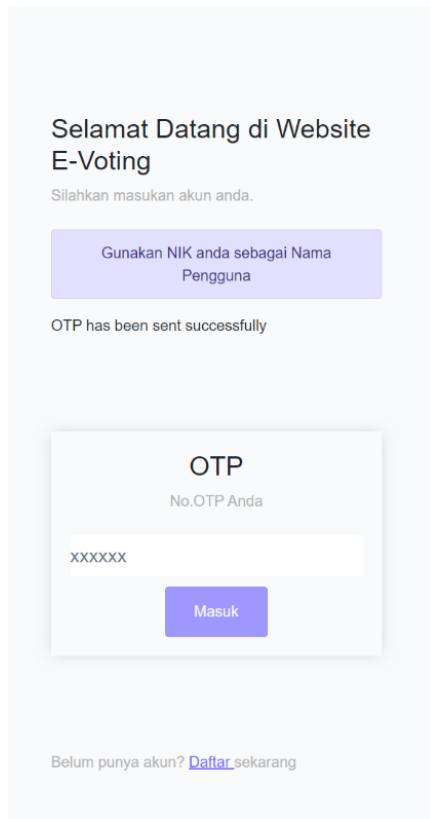 Selamat Datang di Website
E-Voting
Silahkan masukan akun anda.
Gunakan NIK anda sebagai Nama
Pengguna
OTP has been sent successfully
OTP
No.OTP Anda
xxxxxx
Masuk
Belum punya akun? Daftar sekarang